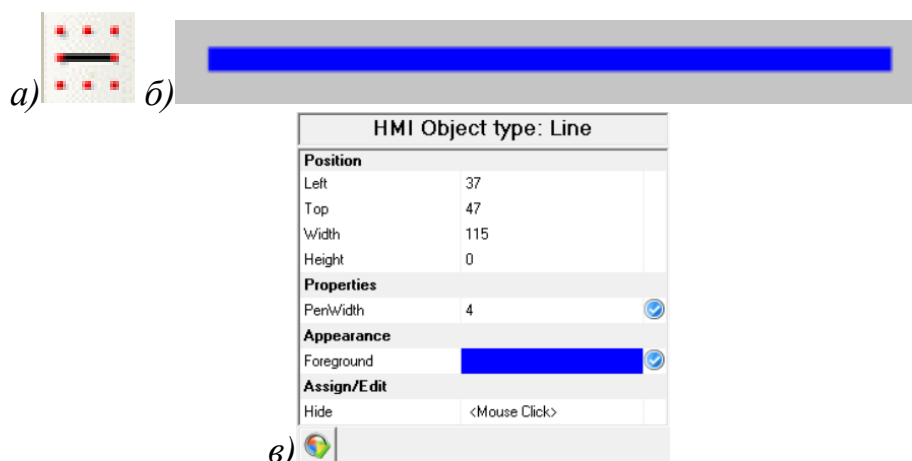 а) б)
HMI Object type: Line
Position
Left 37
Top 47
Width 115
Height 0
Properties
PenWidth 4
Appearance
Foreground
Assign/Edit
Hide <Mouse Click>
в)